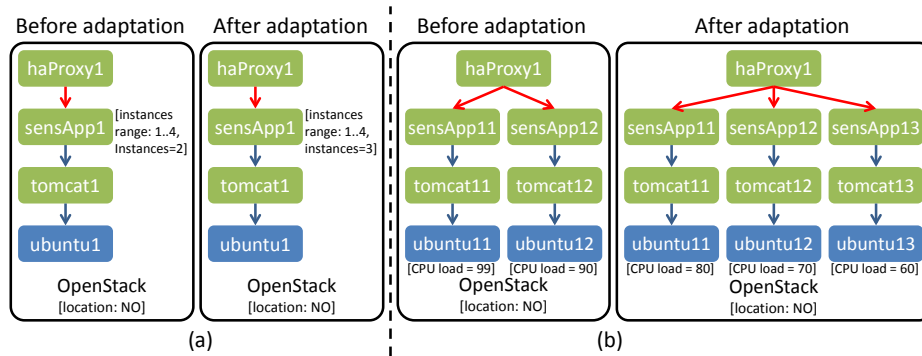 Before adaptation
haProxy1
sensApp1
[instances
range: 1..4,
Instances=2]
tomcat1
ubuntu1
OpenStack
[location: NO]
After adaptation
haProxy1
sensApp1
[instances
range: 1..4,
instances=3]
tomcat1
ubuntu1
OpenStack
[location: NO]
(a)
Before adaptation
haProxy1
sensApp11 sensApp12
tomcat11 tomcat12
ubuntu11 ubuntu12
[CPU load = 99] [CPU load = 90]
OpenStack
[location: NO]
After adaptation
haProxy1
sensApp11 sensApp12 sensApp13
tomcat11 tomcat12 tomcat13
ubuntu11 ubuntu12 ubuntu13
[CPU load = 80] [CPU load = 70] [CPU load = 60]
OpenStack
[location: NO]
(b)